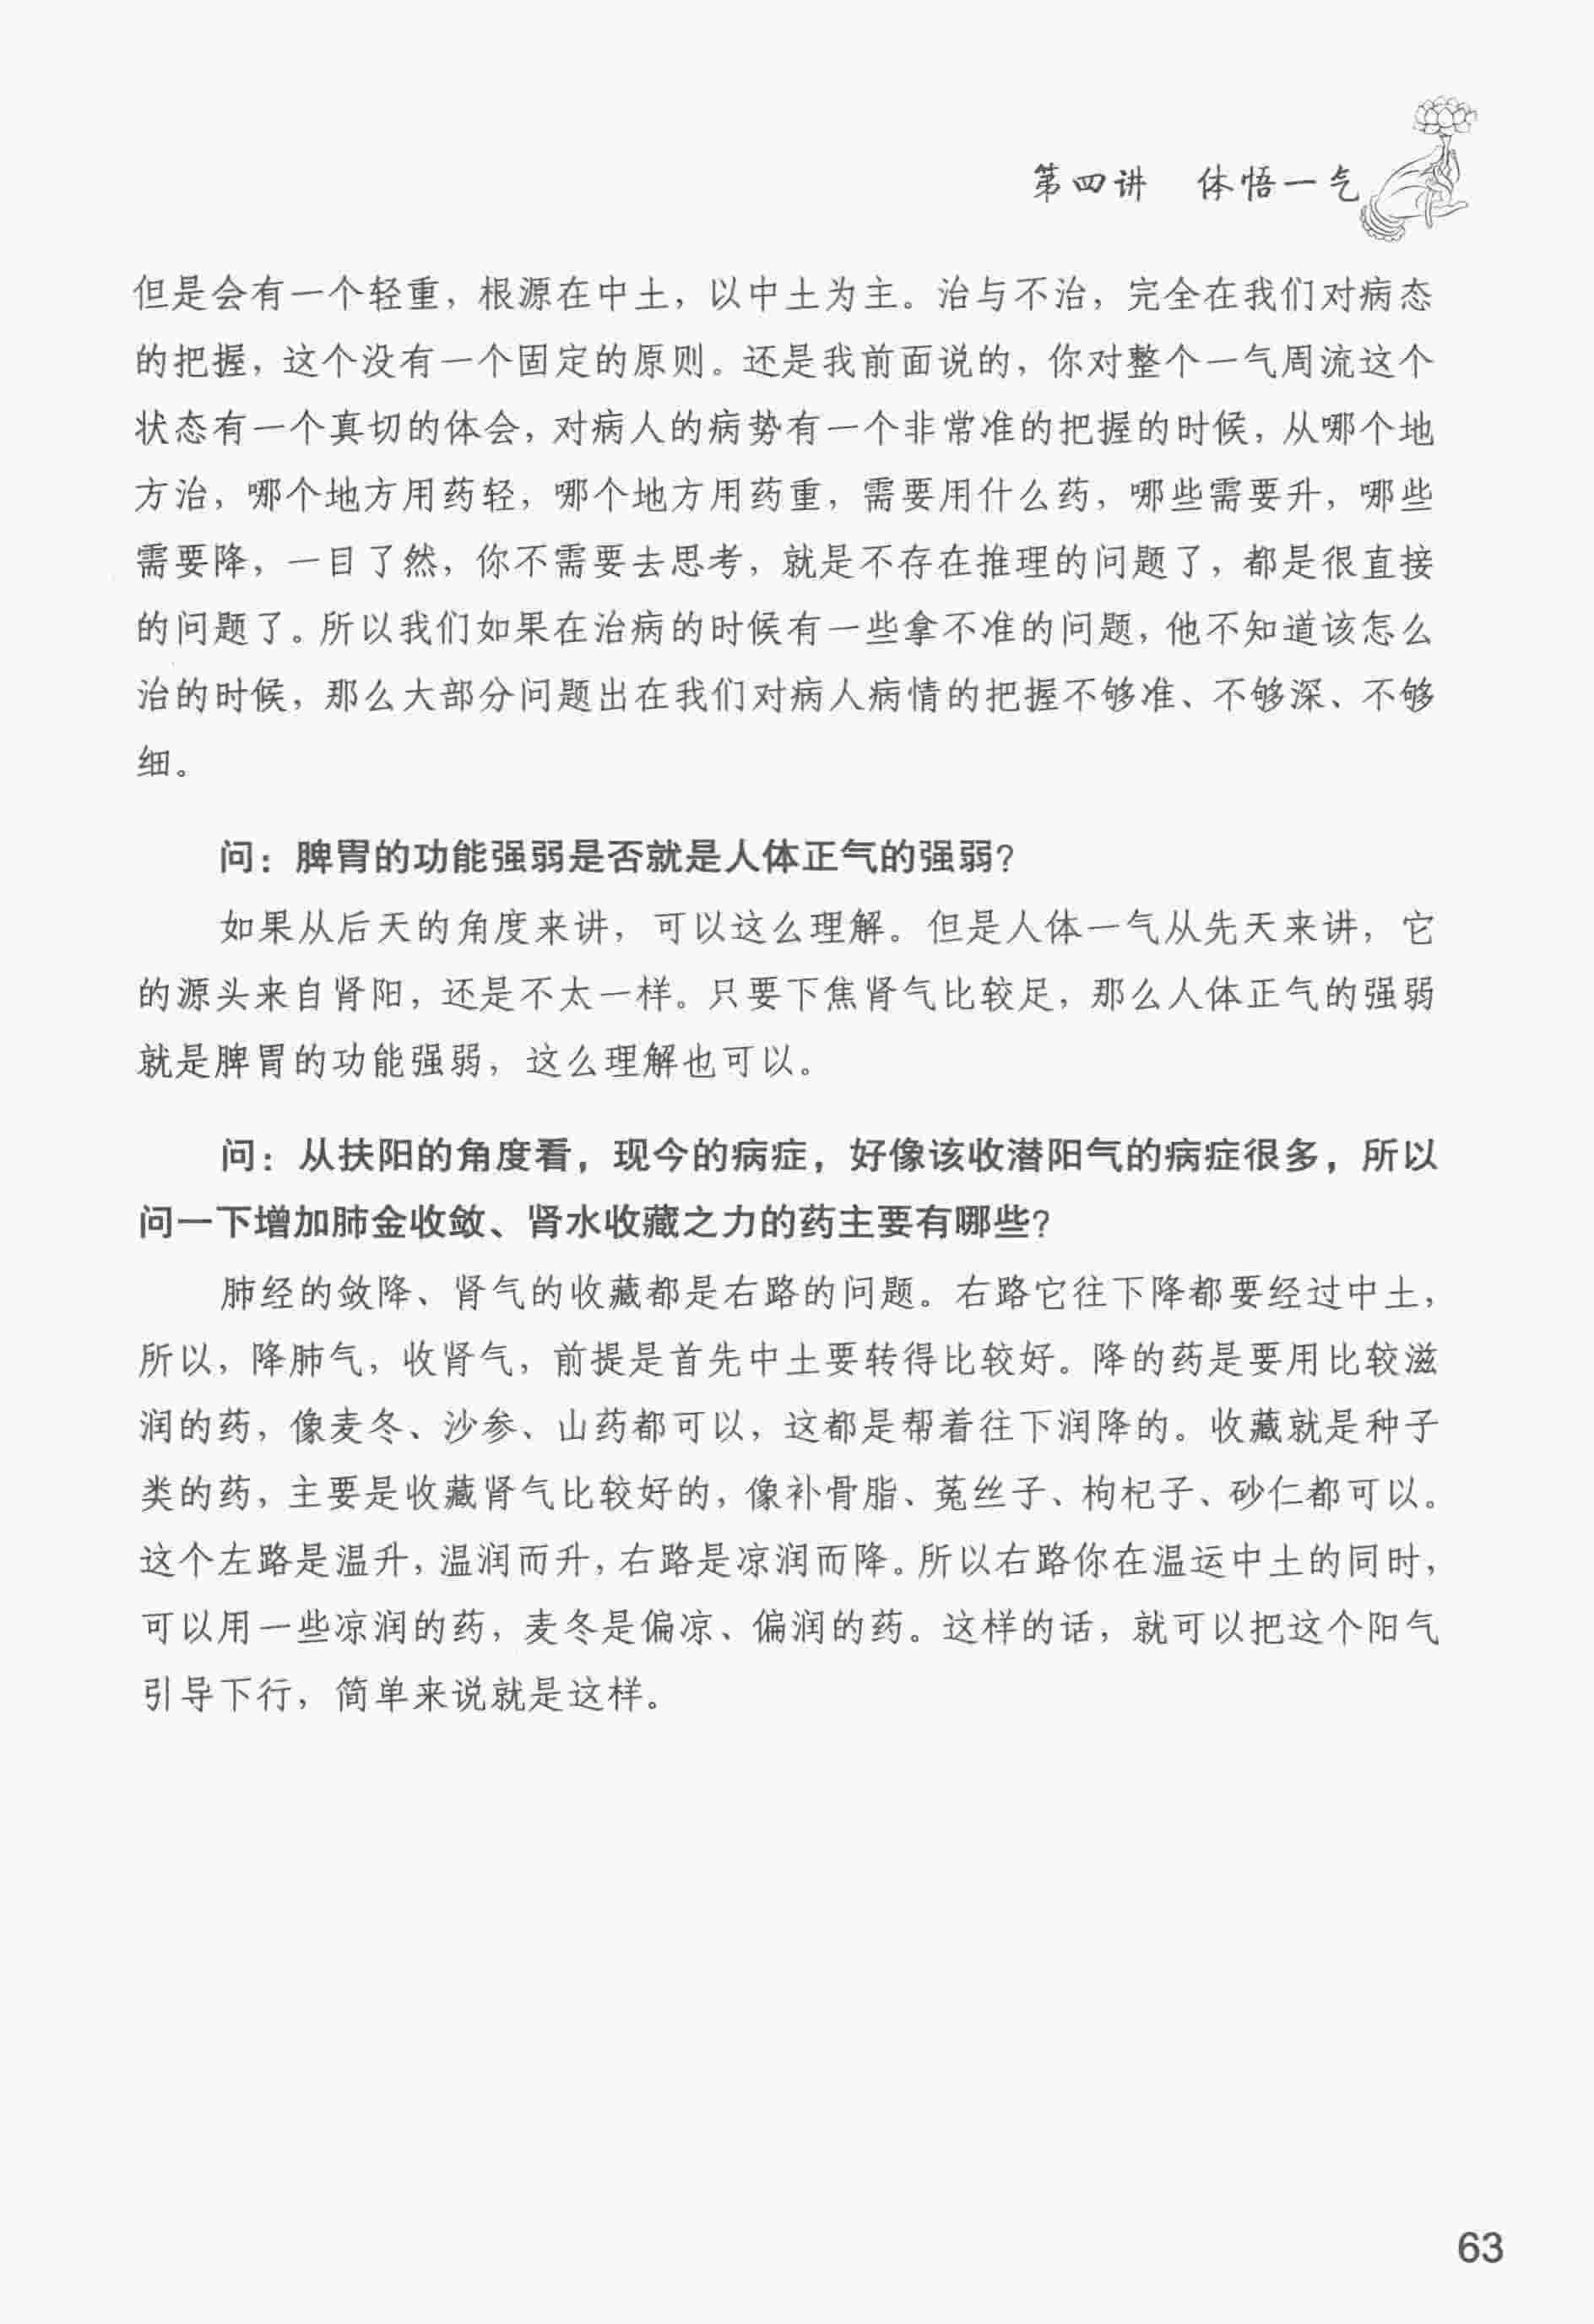 第四讲 体悟一气
但是会有一个轻重，根源在中土，以中土为主。治与不治，完全在我们对病态
的把握，这个没有一个固定的原则。还是我前面说的，你对整个一气周流这个
状态有一个真切的体会，对病人的病势有一个非常准的把握的时候，从哪个地
方治，哪个地方用药轻，哪个地方用药重，需要用什么药，哪些需要升，哪些
需要降，一目了然，你不需要去思考，就是不存在推理的问题了，都是很直接
的问题了。所以我们如果在治病的时候有一些拿不准的问题，他不知道该怎么
治的时候，那么大部分问题出在我们对病人病情的把握不够准、不够深、不够
细。
问：脾胃的功能强弱是否就是人体正气的强弱？
如果从后天的角度来讲，可以这么理解。但是人体一气从先天来讲，它
的源头来自肾阳，还是不太一样。只要下焦肾气比较足，那么人体正气的强弱
就是脾胃的功能强弱，这么理解也可以。
问：从扶阳的角度看，现今的病症，好像该收潜阳气的病症很多，所以
问一下增加肺金收敛、肾水收藏之力的药主要有哪些？
肺经的敛降、肾气的收藏都是右路的问题。右路它往下降都要经过中土，
所以，降肺气，收肾气，前提是首先中土要转得比较好。降的药是要用比较滋
润的药，像麦冬、沙参、山药都可以，这都是帮着往下润降的。收藏就是种子
类的药，主要是收藏肾气比较好的，像补骨脂、菟丝子、枸杞子、砂仁都可以。
这个左路是温升，温润而升，右路是凉润而降。所以右路你在温运中土的同时，
可以用一些凉润的药，麦冬是偏凉、偏润的药。这样的话，就可以把这个阳气
引导下行，简单来说就是这样。
63